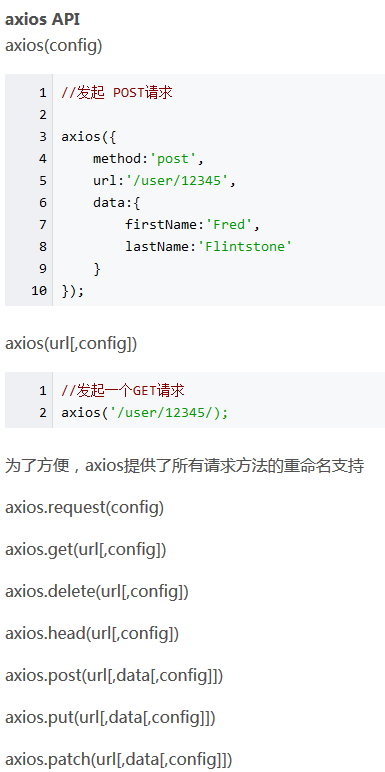 axios API
axios(config)
1 //发起 POST请求
2
3 axios({
4     method:'post',
5     url:'/user/12345',
6     data:{
7         firstName:'Fred',
8         lastName:'Flintstone'
9     }
10 });
axios(url[,config])
1 //发起一个GET请求
2 axios('/user/12345/);
为了方便，axios提供了所有请求方法的重命名支持
axios.request(config)
axios.get(url[,config])
axios.delete(url[,config])
axios.head(url[,config])
axios.post(url[,data[,config]])
axios.put(url[,data[,config]])
axios.patch(url[,data[,config]])